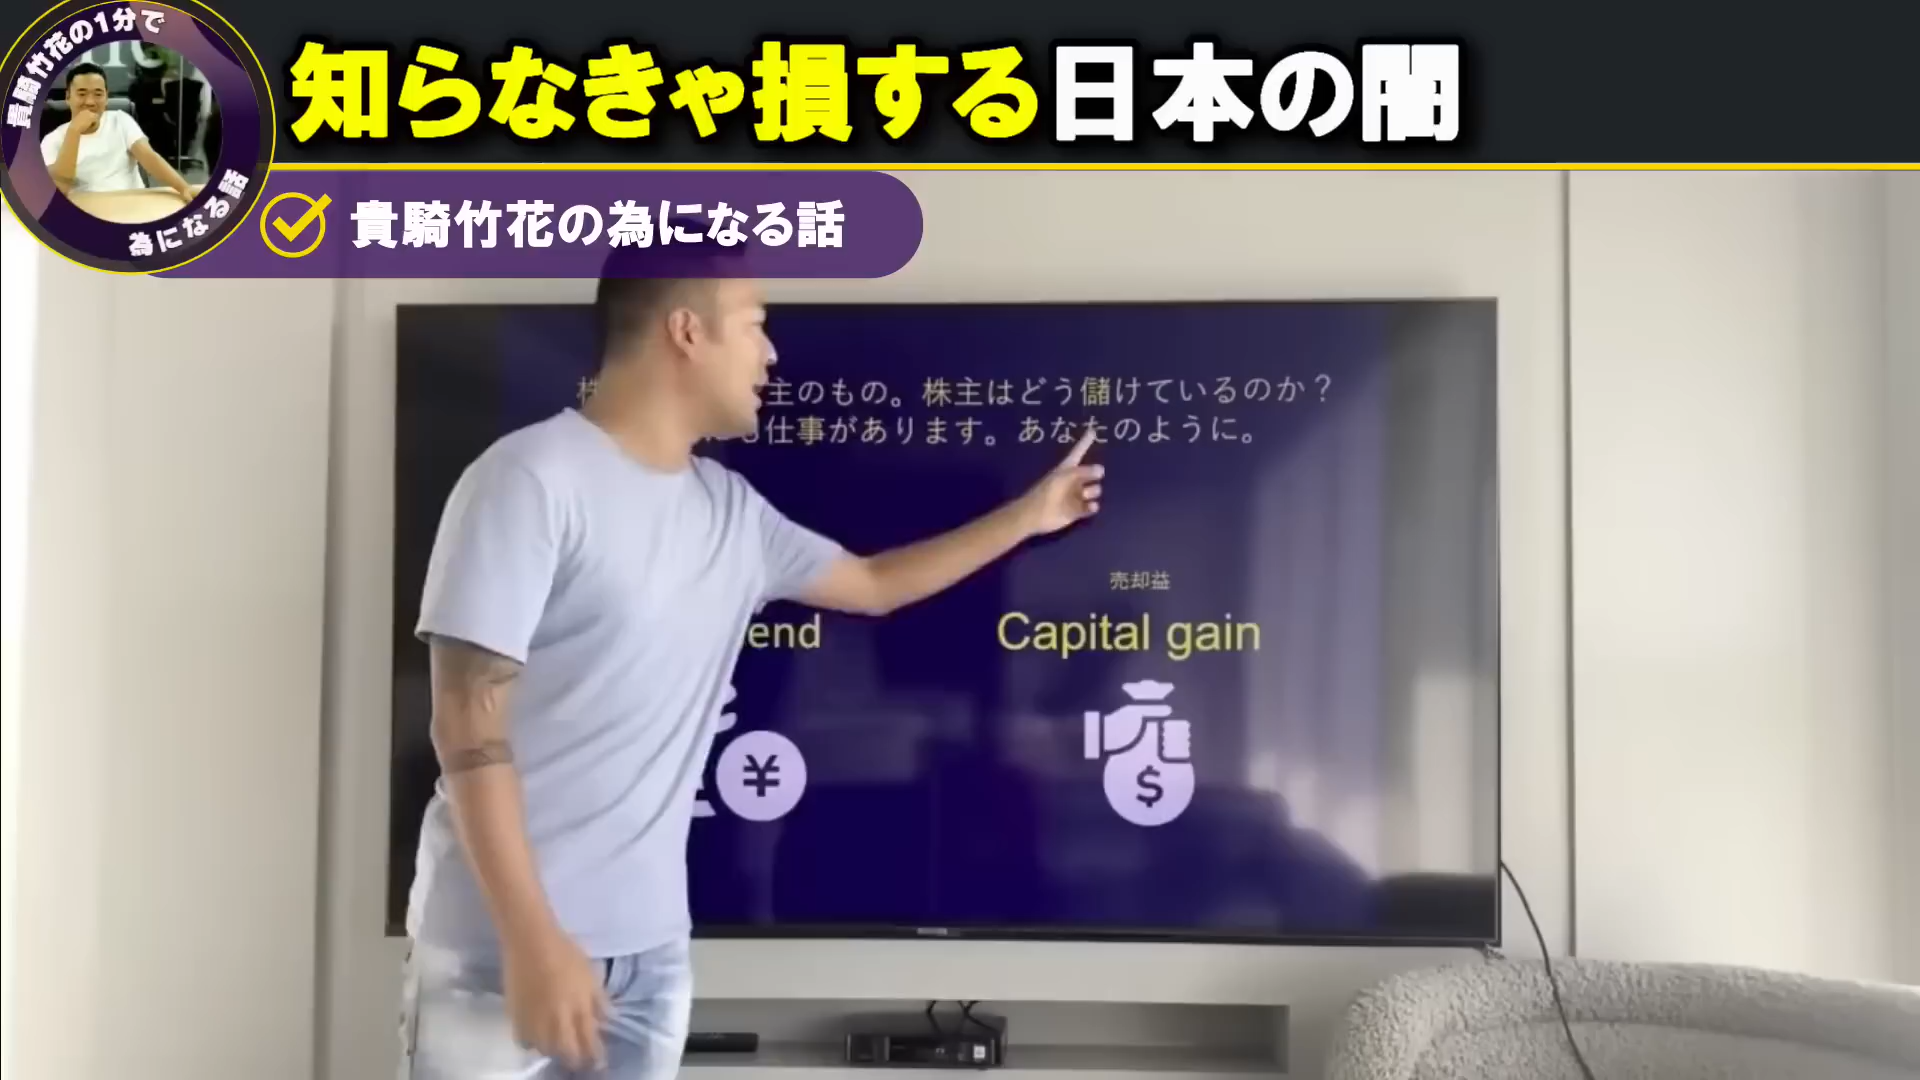 貴騎竹花の1分で
為になる話
知らなきゃ損する日本の闇
貴騎竹花の為になる話
主のもの。株主はどう儲けているのか？
仕事があります。あなたのように。
売却益
end
Capital gain
¥
$